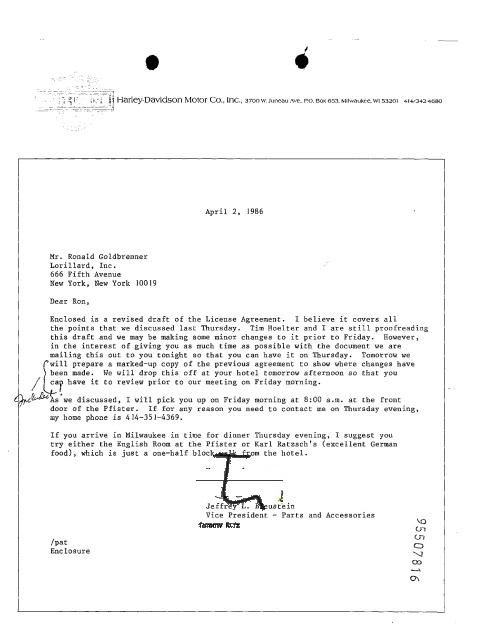 Harley-Davidson Motor Co., Inc., 3700 W. Juneau Ave., P.O. Box 653, Milwaukee, WI 53201 414/342-4680
April 2, 1986
Mr. Ronald Goldbrenner
Lorillard, Inc.
666 Fifth Avenue
New York, New York 10019
Dear Ron,
Enclosed is a revised draft of the License Agreement. I believe it covers all
the points that we discussed last Thursday. Tim Hoelter and I are still proofreading
this draft and we may be making some minor changes to it prior to Friday. However,
in the interest of giving you as much time as possible with the document we are
mailing this out to you tonight so that you can have it on Thursday. Tomorrow we
will prepare a marked-up copy of the previous agreement to show where changes have
been made. We will drop this off at your hotel tomorrow afternoon so that you
can have it to review prior to our meeting on Friday morning.
Included!
As we discussed, I will pick you up on Friday morning at 8:00 a.m. at the front
door of the Pfister. If for any reason you need to contact me on Thursday evening,
my home phone is 414-351-4369.
If you arrive in Milwaukee in time for dinner Thursday evening, I suggest you
try either the English Room at the Pfister or Karl Ratzsch's (excellent German
food), which is just a one-half block walk from the hotel.
Jeffrey L.
Vice President - Parts and Accessories
/pat
Enclosure
95507816